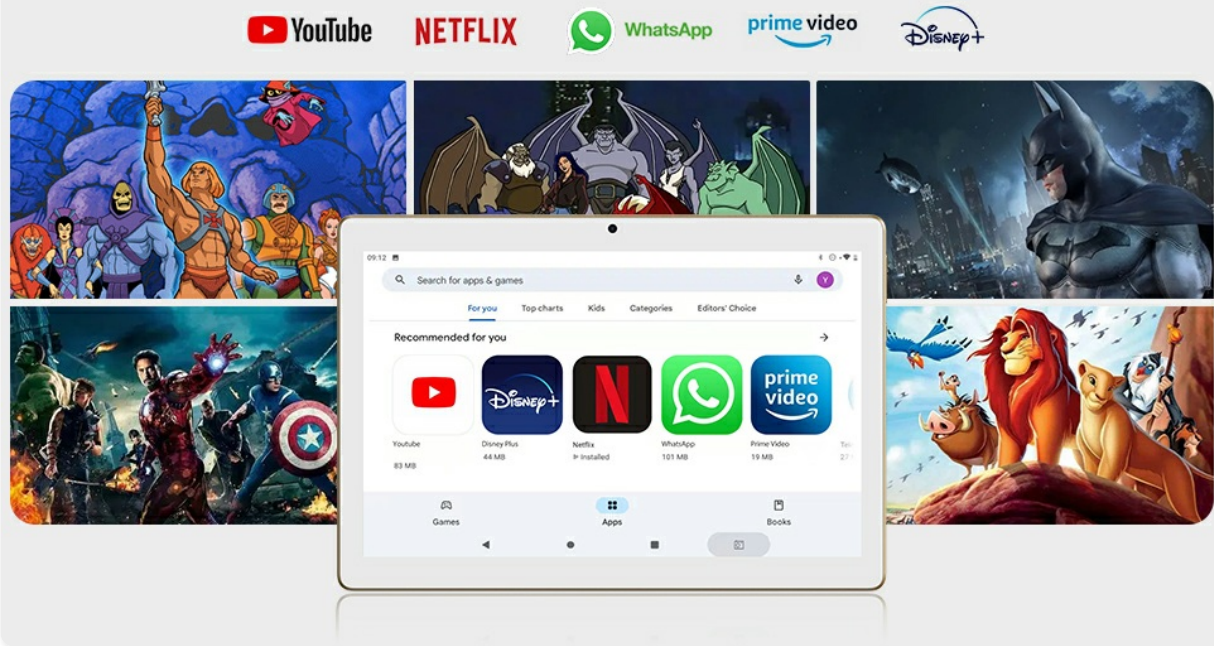 YouTube NETFLIX WhatsApp prime video Disney+
09:12
Search for apps & games Y
For you Top charts Kids Categories Editors' Choice
Recommended for you
YouTube Disney+ N prime video
Youtube Disney Plus Netflix WhatsApp Prime Video
83 MB 44 MB Installed 101 MB 19 MB
Games Apps Books